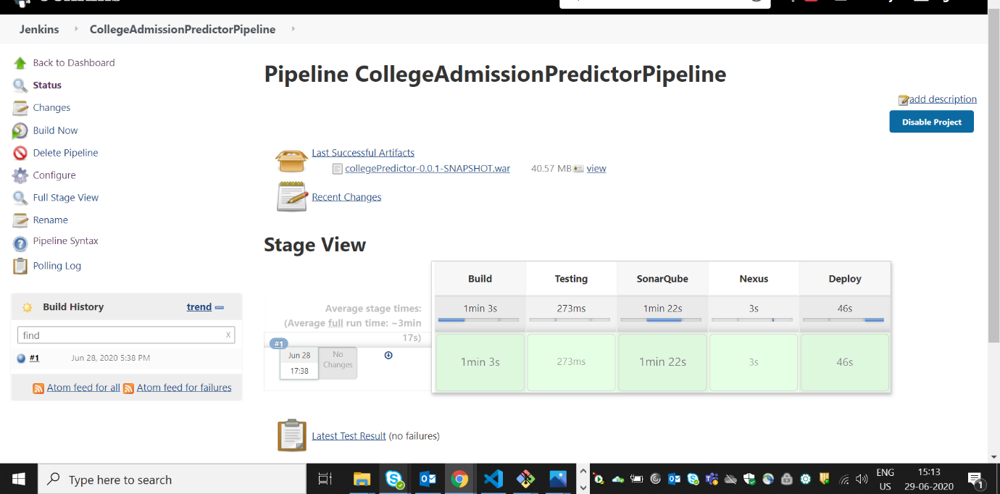 Jenkins CollegeAdmissionPredictorPipeline
Back to Dashboard
Status
Changes
Build Now
Delete Pipeline
Configure
Full Stage View
Rename
Pipeline Syntax
Polling Log
Build History trend
find x
#1 Jun 28, 2020 5:38 PM
Atom feed for all Atom feed for failures
Pipeline CollegeAdmissionPredictorPipeline
add description
Disable Project
Last Successful Artifacts
collegePredictor-0.0.1-SNAPSHOT.war 40.57 MB view
Recent Changes
Stage View
Build Testing SonarQube Nexus Deploy
Average stage times: 1min 3s 273ms 1min 22s 3s 46s
(Average full run time: ~3min
17s)
#1
Jun 28
17:38
No
Changes
1min 3s 273ms 1min 22s 3s 46s
Latest Test Result (no failures)
Type here to search
ENG
US
15:13
29-06-2020
1